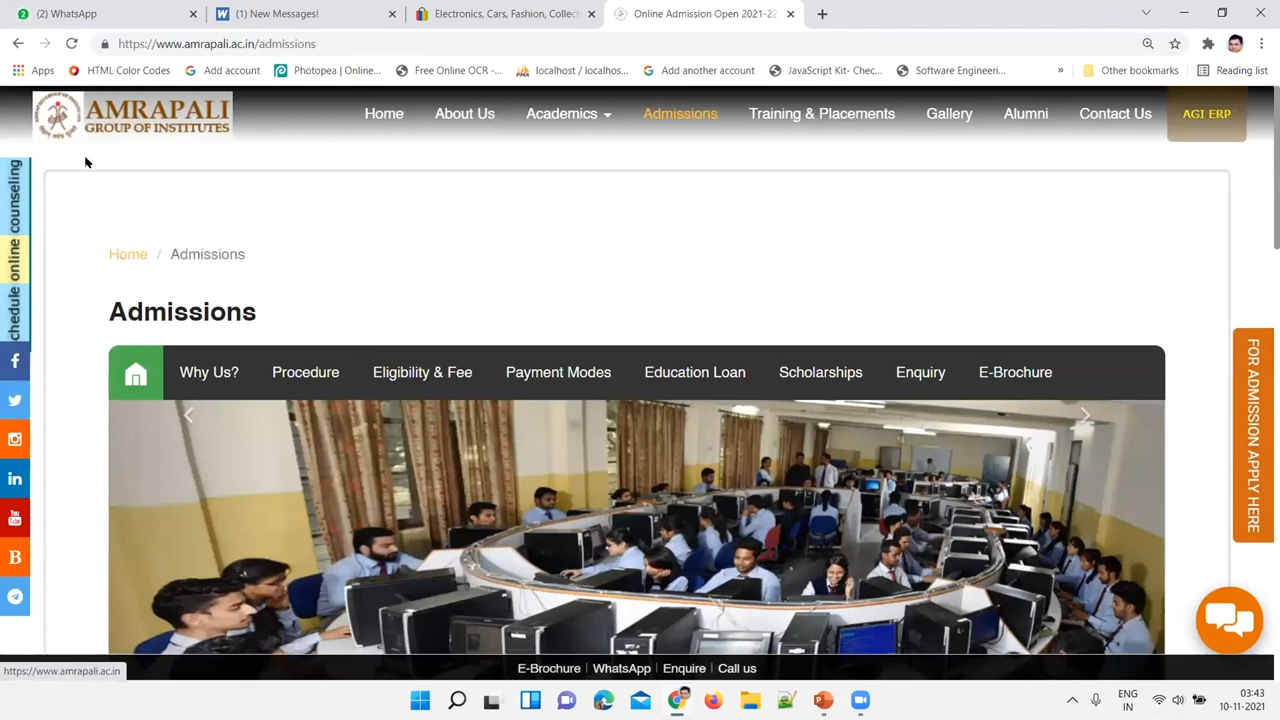 (2) WhatsApp
(1) New Messages!
Electronics, Cars, Fashion, Collect
Online Admission Open 2021-22
https://www.amrapali.ac.in/admissions
Apps
HTML Color Codes
Add account
Photopea | Online...
Free Online OCR -...
localhost / localhos...
Add another account
JavaScript Kit- Chec...
Software Engineeri...
»
Other bookmarks
Reading list
AMRAPALI
GROUP OF INSTITUTES
Home
About Us
Academics
Admissions
Training & Placements
Gallery
Alumni
Contact Us
AGI ERP
chedule online counseling
Home / Admissions
Admissions
Why Us?
Procedure
Eligibility & Fee
Payment Modes
Education Loan
Scholarships
Enquiry
E-Brochure
FOR ADMISSION APPLY HERE
E-Brochure | WhatsApp | Enquire | Call us
https://www.amrapali.ac.in
ENG
IN
03:43
10-11-2021